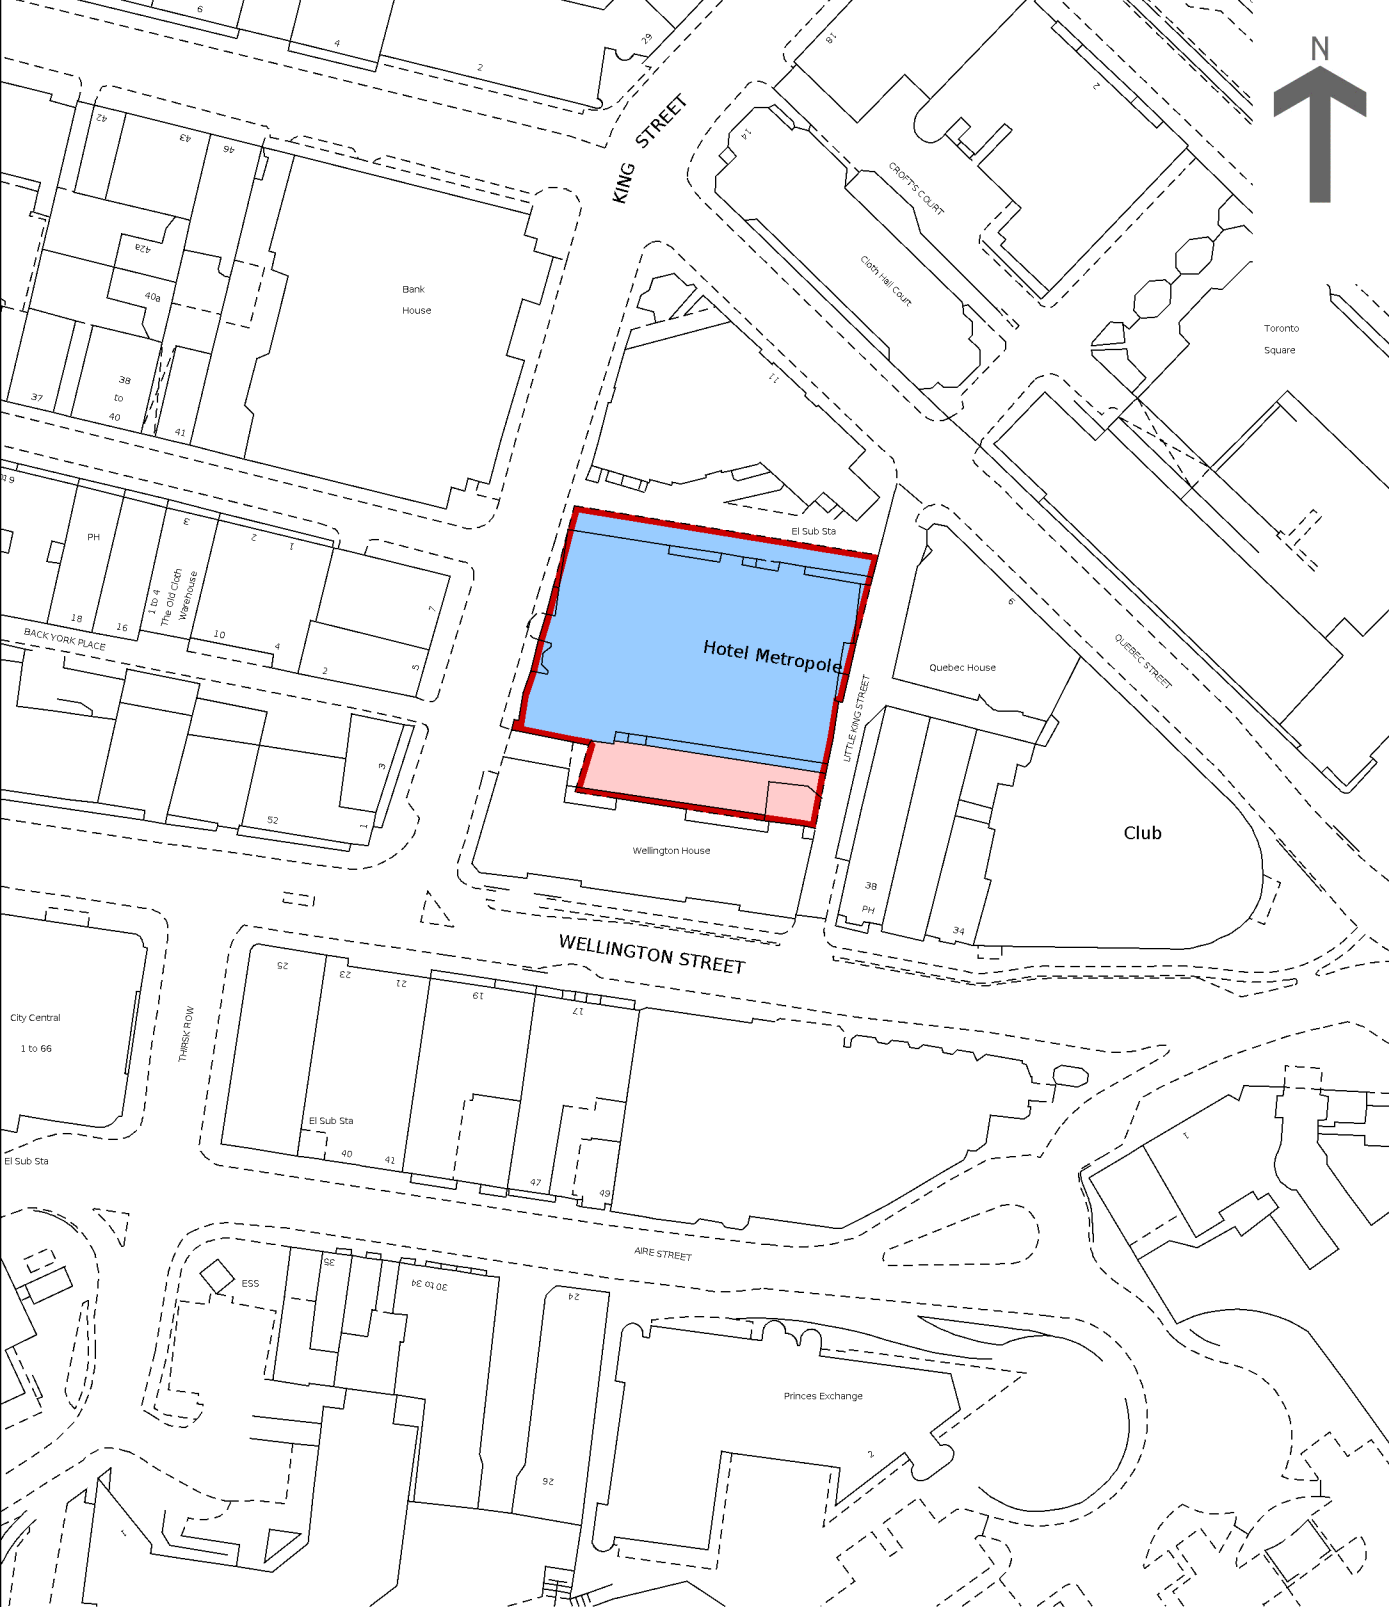 6
4
2
29
18
2
N
KING STREET
42
43
46
14
CROFT'S COURT
42a
40a
Bank
House
Cloth Hall Court
Toronto
Square
11
37
38
to
40
41
19
PH
3
2
1
El Sub Sta
1 to 4
The Old Cloth
Warehouse
7
18
16
10
4
2
5
BACK YORK PLACE
Hotel Metropole
9
Quebec House
QUEBEC STREET
LITTLE KING STREET
3
52
1
Wellington House
Club
38
PH
34
WELLINGTON STREET
25
23
21
19
17
City Central
1 to 66
THIRSK ROW
El Sub Sta
40
41
47
49
El Sub Sta
1
AIRE STREET
ESS
35
30 to 34
24
Princes Exchange
2
26
1